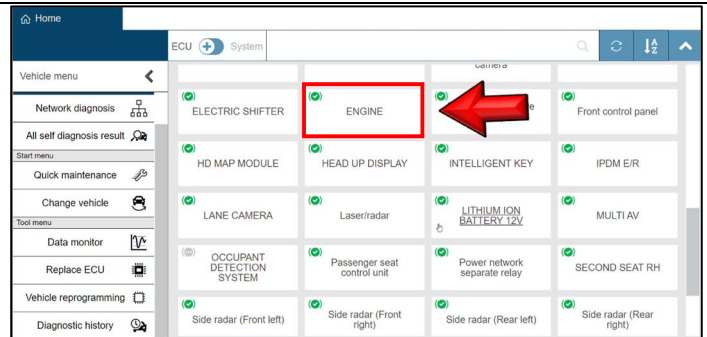 Home
ECU System
Vehicle menu
camera
Network diagnosis
ELECTRIC SHIFTER
ENGINE
Front control panel
All self diagnosis result
Start menu
HD MAP MODULE
HEAD UP DISPLAY
INTELLIGENT KEY
IPDM E/R
Quick maintenance
Change vehicle
LANE CAMERA
Laser/radar
LITHIUM ION
BATTERY 12V
MULTI AV
Tool menu
Data monitor
Replace ECU
OCCUPANT
DETECTION
SYSTEM
Passenger seat
control unit
Power network
separate relay
SECOND SEAT RH
Vehicle reprogramming
Diagnostic history
Side radar (Front left)
Side radar (Front
right)
Side radar (Rear left)
Side radar (Rear
right)